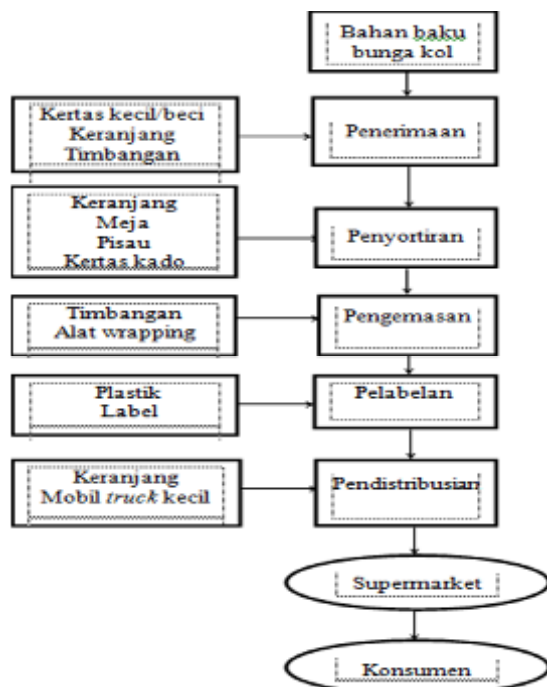 Bahan baku
bunga kol
Kertas kecil/beci
Keranjang
Timbangan
Penerimaan
Keranjang
Meja
Pisau
Kertas kado
Penyortiran
Timbangan
Alat wrapping
Pengemasan
Plastik
Label
Pelabelan
Keranjang
Mobil truck kecil
Pendistribusian
Supermarket
Konsumen